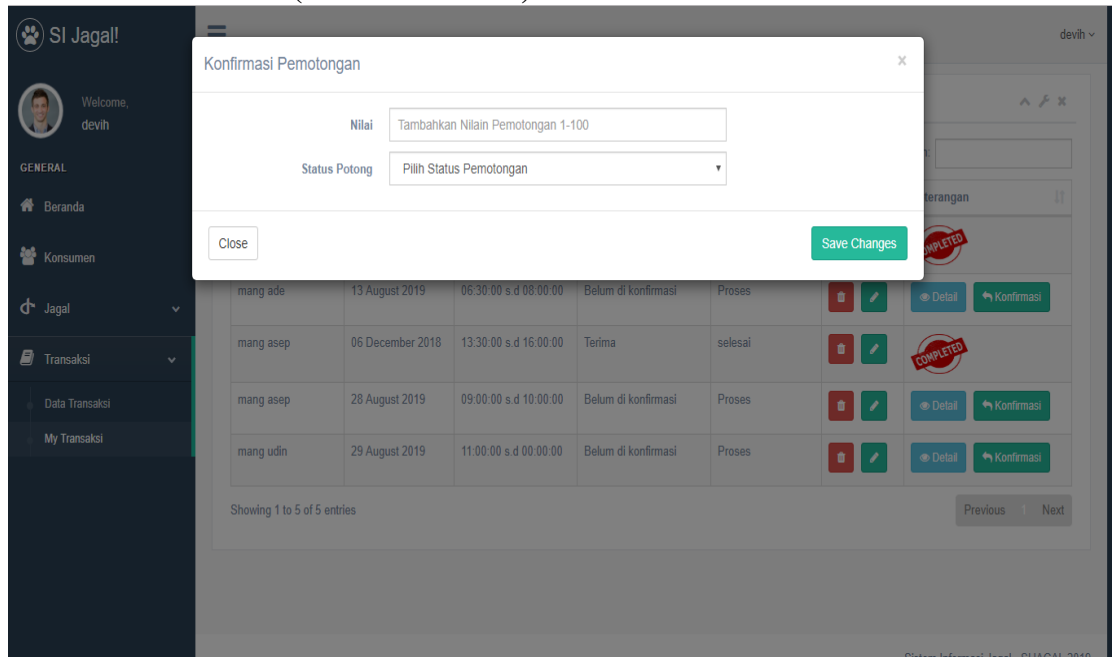 SI Jagal!
devih
Konfirmasi Pemotongan
×
Welcome,
devih
Nilai
Tambahkan Nilain Pemotongan 1-100
Status Potong
Pilih Status Pemotongan
Close
Save Changes
GENERAL
Beranda
Konsumen
Jagal
Transaksi
Data Transaksi
My Transaksi
COMPLETED
mang ade 13 August 2019 06:30:00 s.d 08:00:00 Belum di konfirmasi Proses Detail Konfirmasi
mang asep 06 December 2018 13:30:00 s.d 16:00:00 Terima selesai COMPLETED
mang asep 28 August 2019 09:00:00 s.d 10:00:00 Belum di konfirmasi Proses Detail Konfirmasi
mang udin 29 August 2019 11:00:00 s.d 00:00:00 Belum di konfirmasi Proses Detail Konfirmasi
Showing 1 to 5 of 5 entries
Previous 1 Next